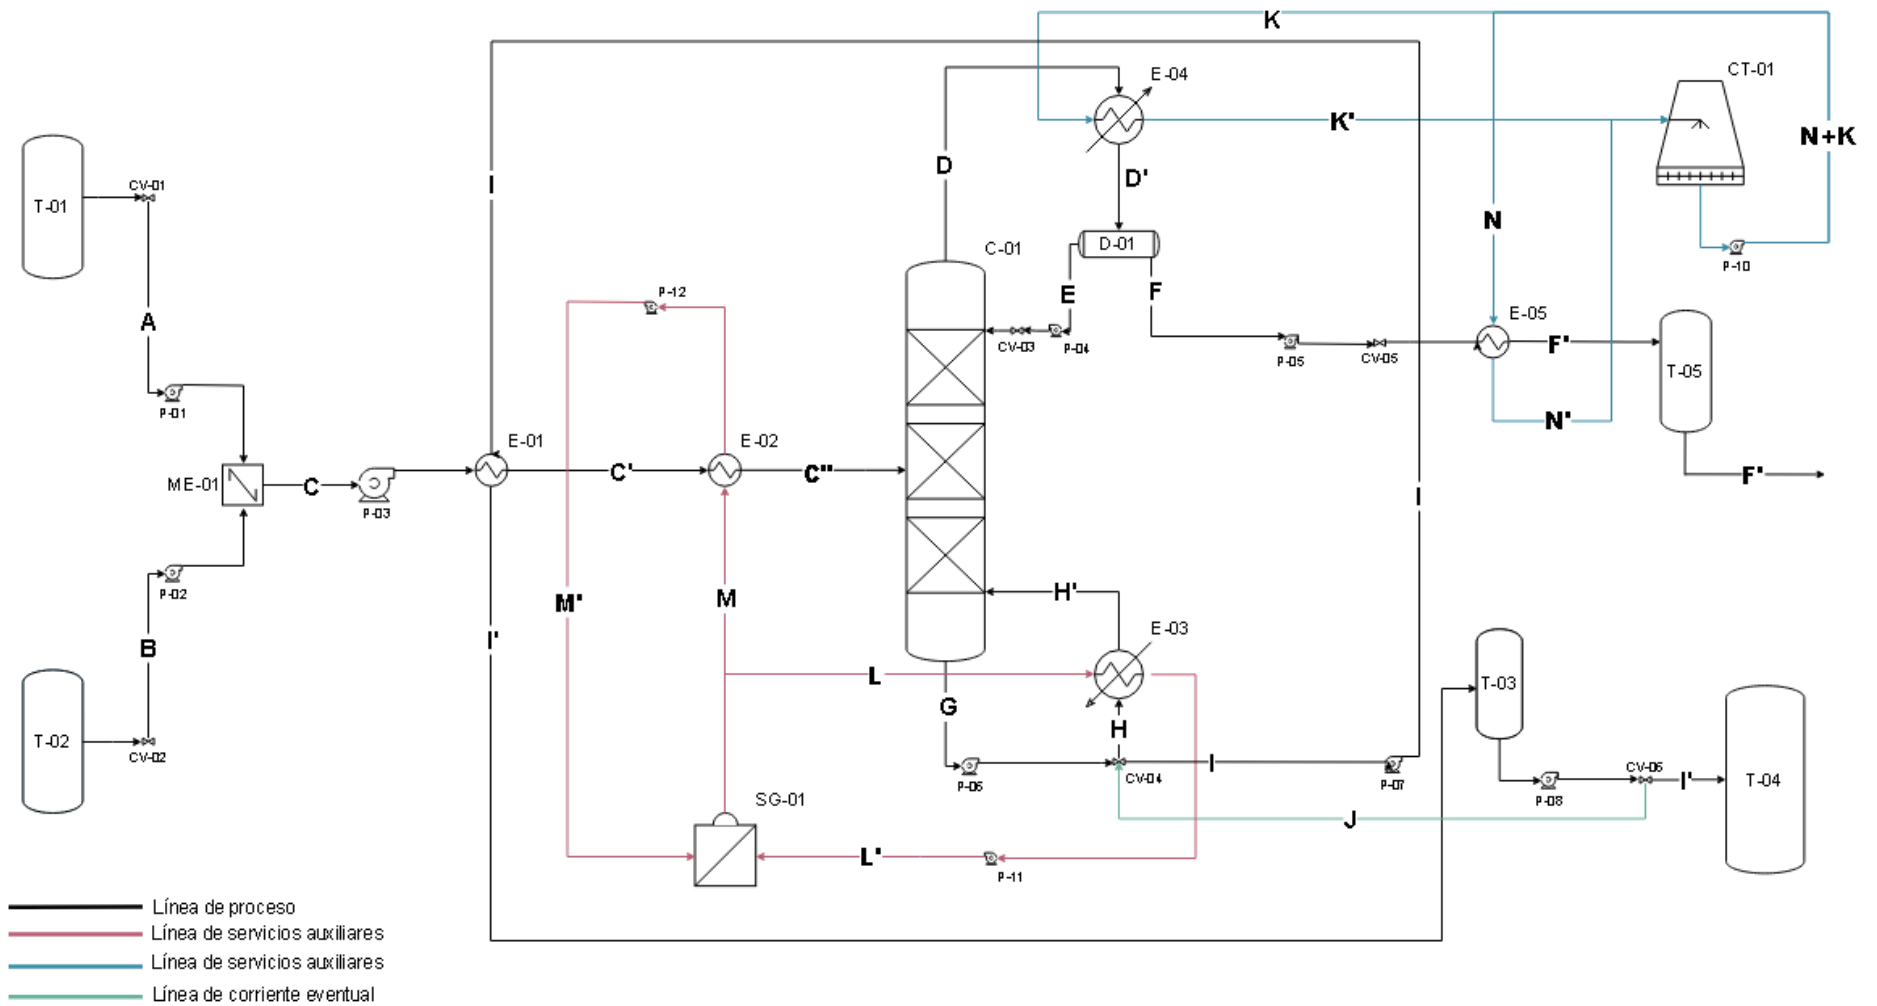 K
E-04
CT-01
K'
N+K
T-01
CV-01
I
D
D'
D-01
C-01
N
P-10
E
F
P-12
E-05
A
CV-03
P-04
P-05
CV-05
F'
T-05
P-01
N'
E-01
E-02
ME-01
C
C'
C"
P-03
F'
I
P-02
M'
M
H'
B
I'
E-03
L
T-03
T-02
CV-02
G
H
P-06
CV-04
I
P-07
CV-06
P-08
I'
T-04
SG-01
J
L'
P-11
Línea de proceso
Línea de servicios auxiliares
Línea de servicios auxiliares
Línea de corriente eventual